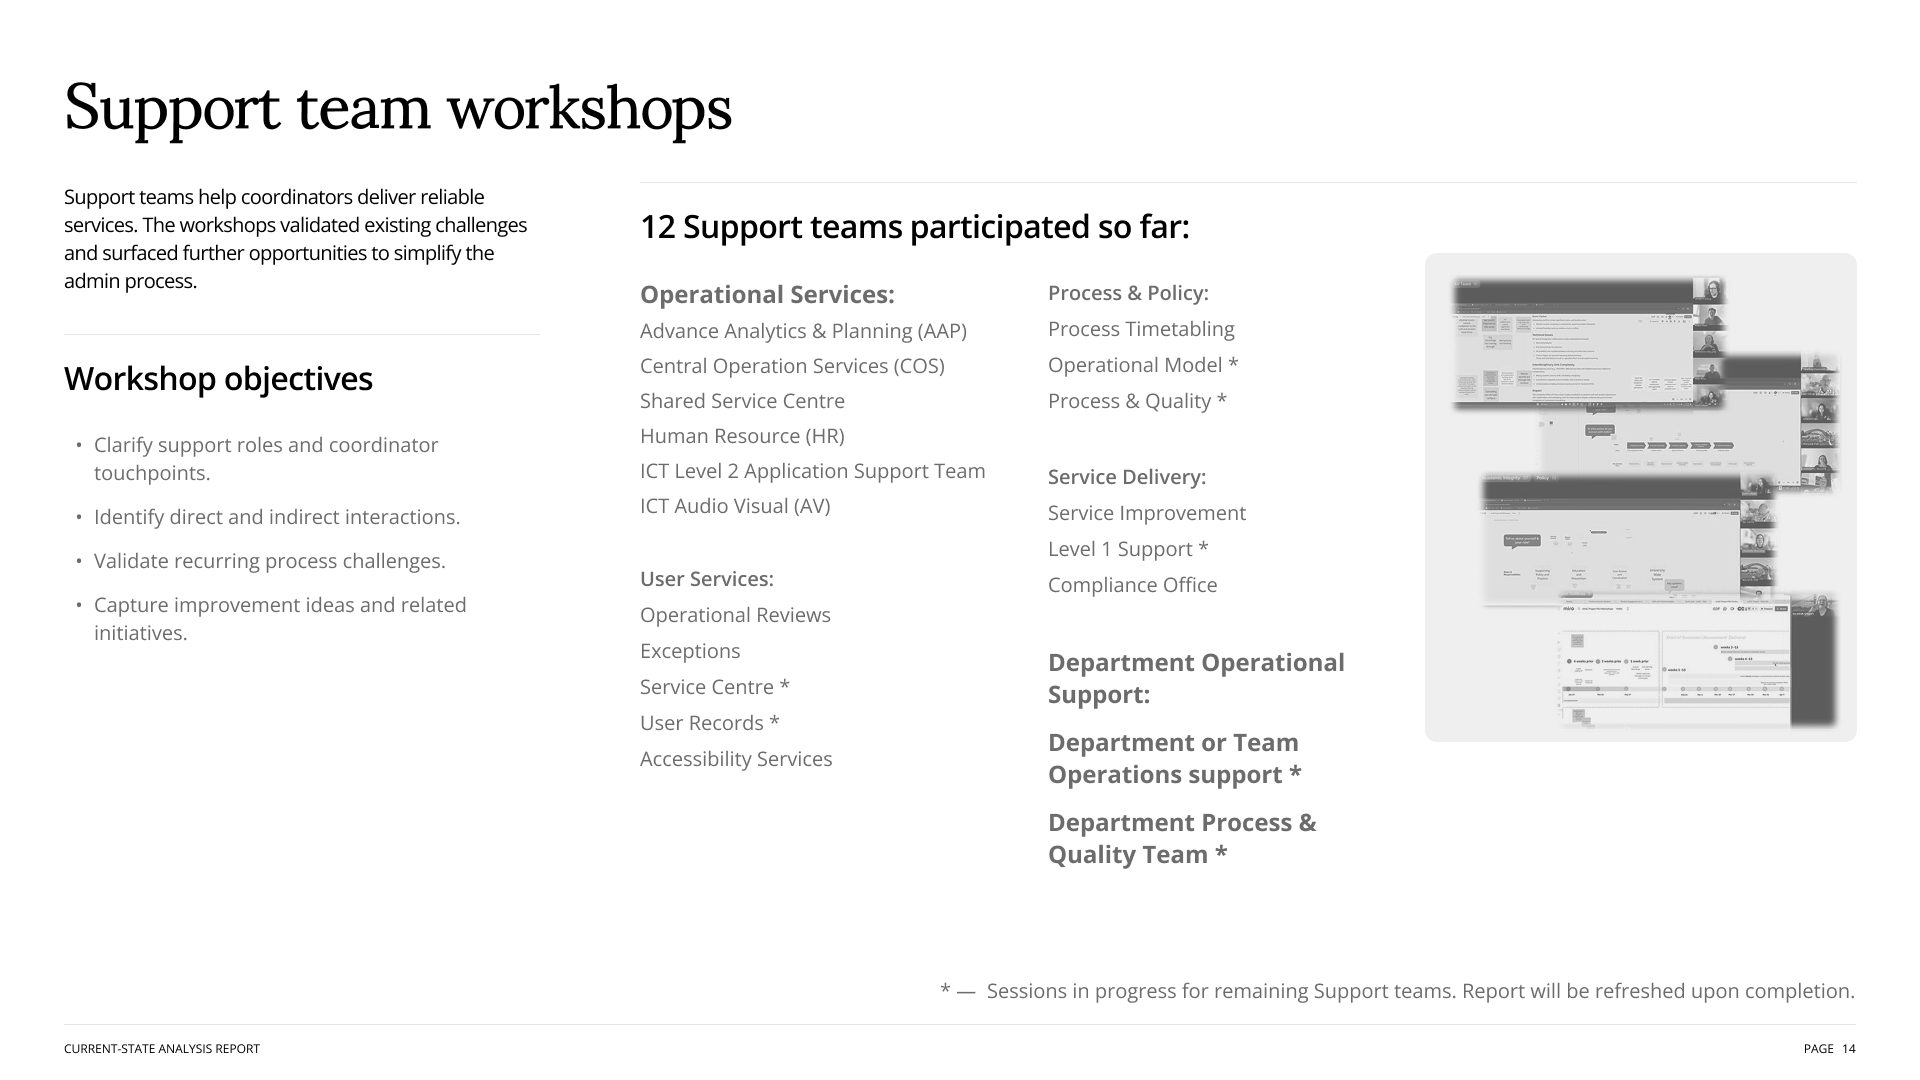 Support team workshops
Support teams help coordinators deliver reliable
services. The workshops validated existing challenges
and surfaced further opportunities to simplify the
admin process.
Workshop objectives
• Clarify support roles and coordinator
touchpoints.
• Identify direct and indirect interactions.
• Validate recurring process challenges.
• Capture improvement ideas and related
initiatives.
12 Support teams participated so far:
Operational Services:
Advance Analytics & Planning (AAP)
Central Operation Services (COS)
Shared Service Centre
Human Resource (HR)
ICT Level 2 Application Support Team
ICT Audio Visual (AV)
User Services:
Operational Reviews
Exceptions
Service Centre *
User Records *
Accessibility Services
Process & Policy:
Process Timetabling
Operational Model *
Process & Quality *
Service Delivery:
Service Improvement
Level 1 Support *
Compliance Office
Department Operational
Support:
Department or Team
Operations support *
Department Process &
Quality Team *
miro
* — Sessions in progress for remaining Support teams. Report will be refreshed upon completion.
CURRENT-STATE ANALYSIS REPORT
PAGE 14